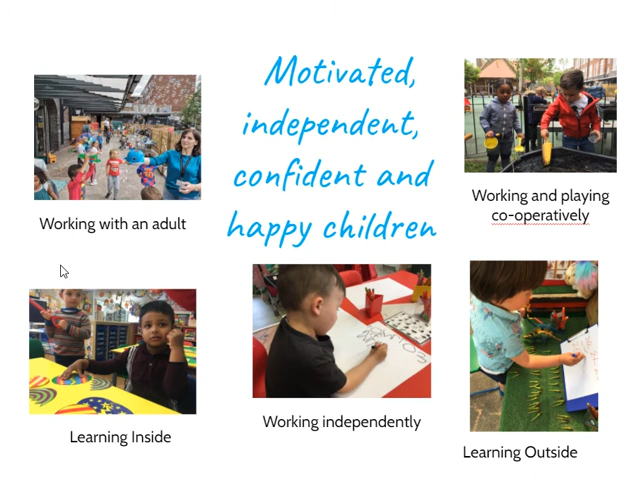 Motivated,
independent,
confident and
happy children
Working with an adult
Working and playing
co-operatively
Learning Inside
Working independently
Learning Outside